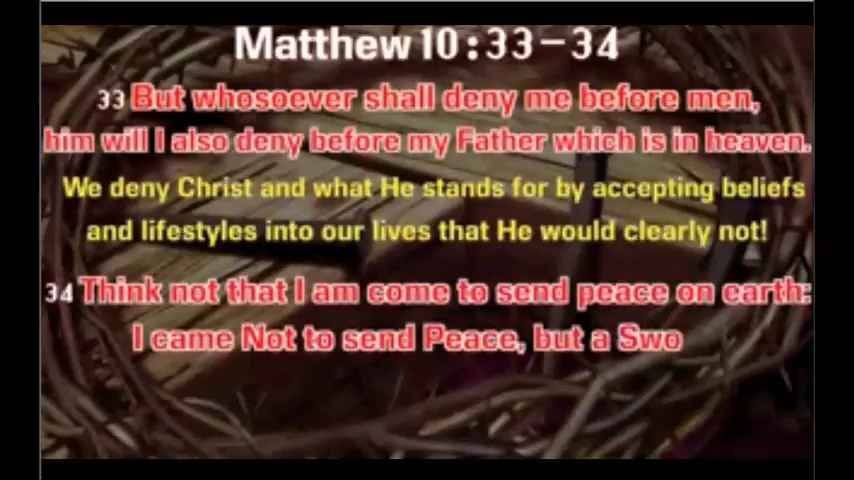 Matthew 10:33-34
33 But whosoever shall deny me before men,
him will I also deny before my Father which is in heaven.
We deny Christ and what He stands for by accepting beliefs
and lifestyles into our lives that He would clearly not!
34 Think not that I am come to send peace on earth:
I came Not to send Peace, but a Swo